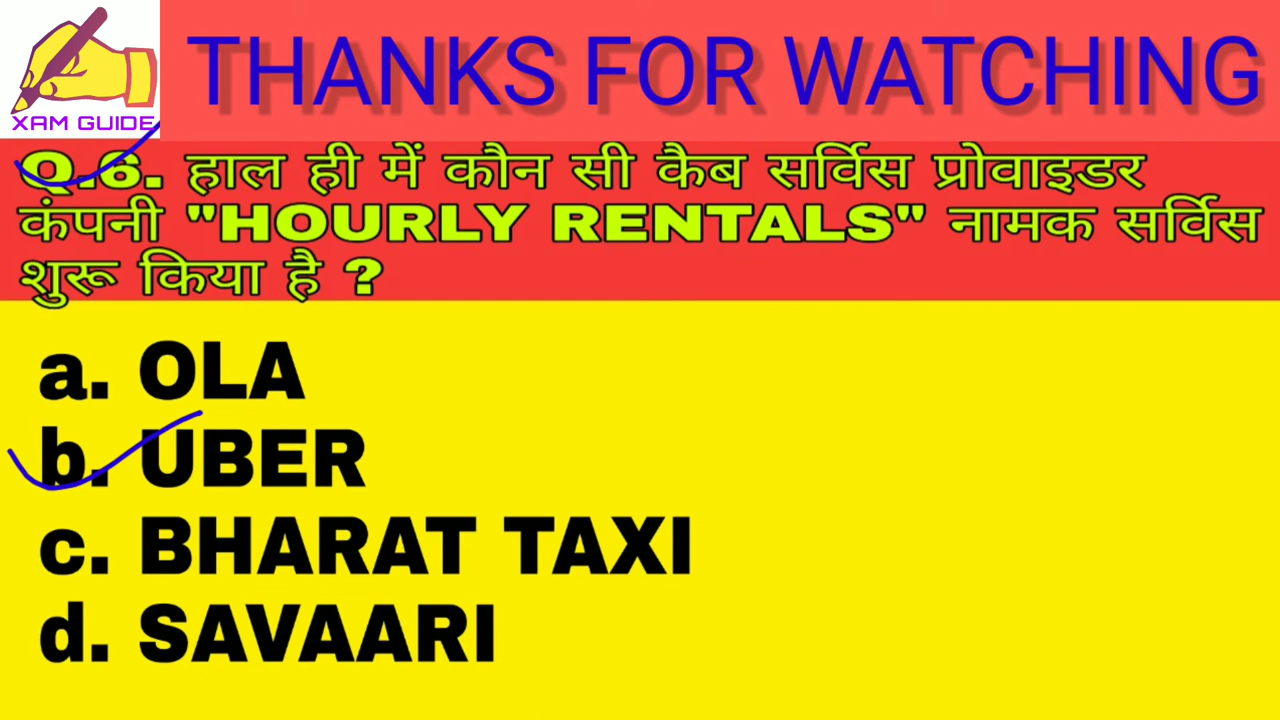 XAM GUIDE
THANKS FOR WATCHING
Q.6. हाल ही में कौन सी कैब सर्विस प्रोवाइडर
कंपनी "HOURLY RENTALS" नामक सर्विस
शुरू किया है ?
a. OLA
b. UBER
c. BHARAT TAXI
d. SAVAARI